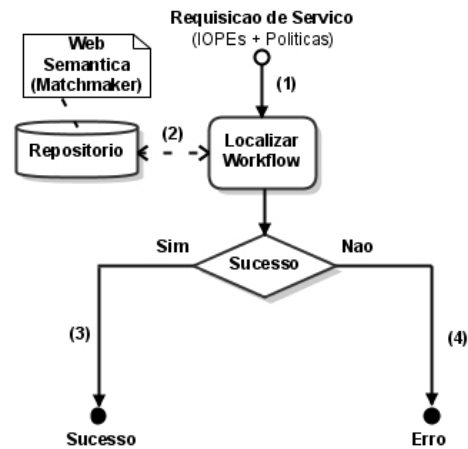 Requisicao de Servico
(IOPEs + Politicas)
Web
Semantica
(Matchmaker)
(1)
Repositorio
(2)
Localizar
Workflow
Sim
Sucesso
Nao
(3)
(4)
Sucesso
Erro